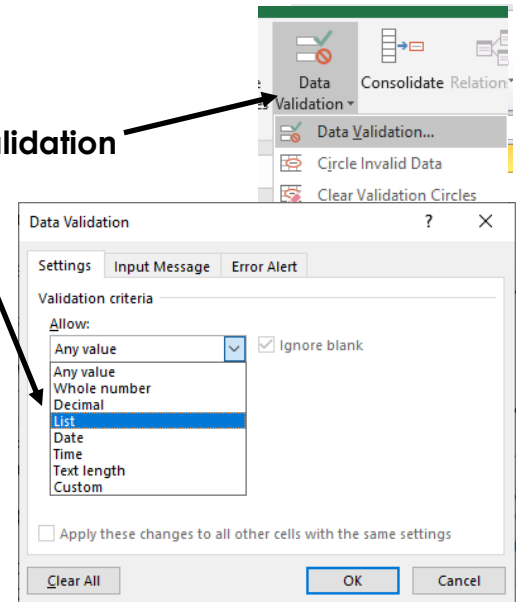 Data Consolidate Relation
Validation
lidation
Data Validation...
Circle Invalid Data
Clear Validation Circles
Data Validation ? X
Settings Input Message Error Alert
Validation criteria
Allow:
Any value Ignore blank
Any value
Whole number
Decimal
List
Date
Time
Text length
Custom
Apply these changes to all other cells with the same settings
Clear All OK Cancel